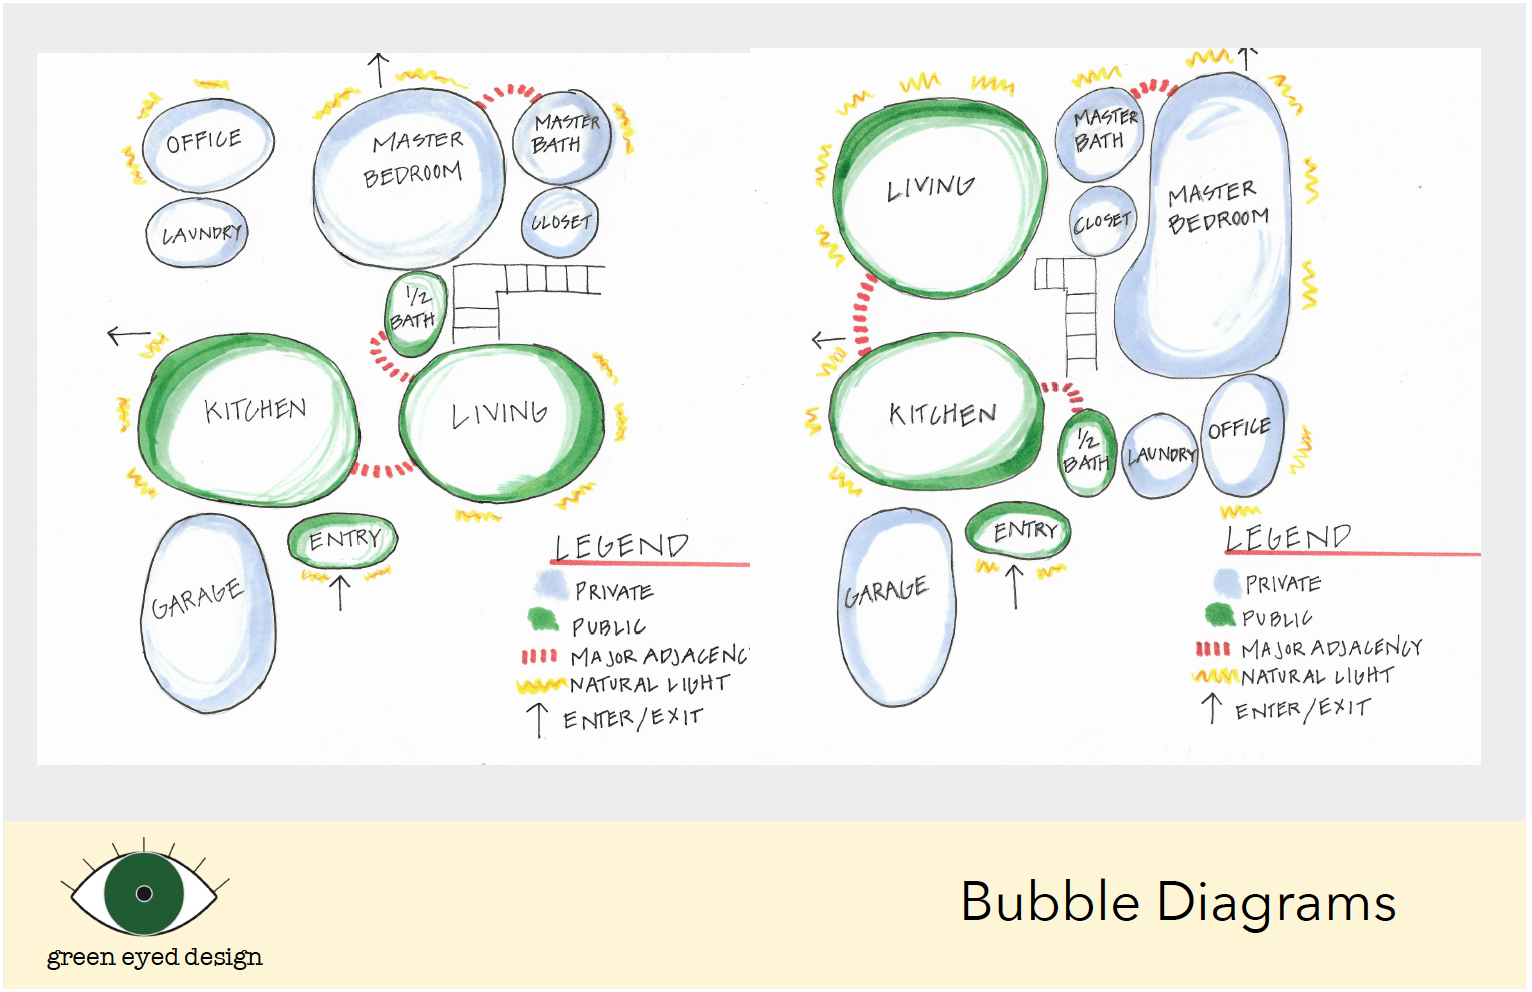 OFFICE
LAUNDRY
MASTER
BEDROOM
MASTER
BATH
CLOSET
1/2
BATH
KITCHEN
LIVING
ENTRY
GARAGE
LEGEND
PRIVATE
PUBLIC
MAJOR ADJACENC
NATURAL LIGHT
ENTER/EXIT
LIVING
MASTER
BATH
CLOSET
MASTER
BEDROOM
KITCHEN
1/2
BATH
LAUNDRY
OFFICE
ENTRY
GARAGE
LEGEND
PRIVATE
PUBLIC
MAJOR ADJACENCY
NATURAL LIGHT
ENTER/EXIT
green eyed design
Bubble Diagrams